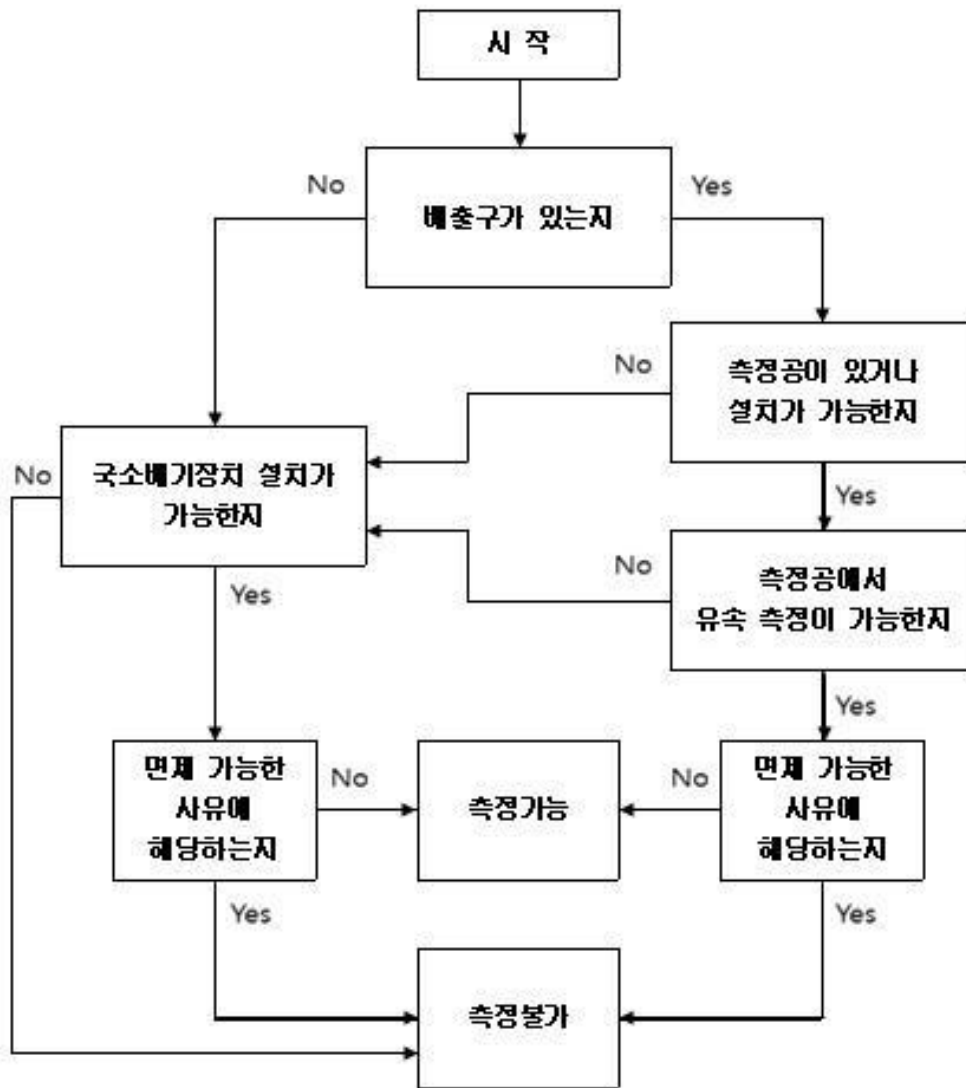 시 작
No
Yes
배출구가 있는지
No
측정공이 있거나
설치가 가능한지
No
국소배기장치 설치가
가능한지
Yes
No
측정공에서
유속 측정이 가능한지
Yes
Yes
면제 가능한
사유에
해당하는지
No
측정가능
No
면제 가능한
사유에
해당하는지
Yes
Yes
측정불가